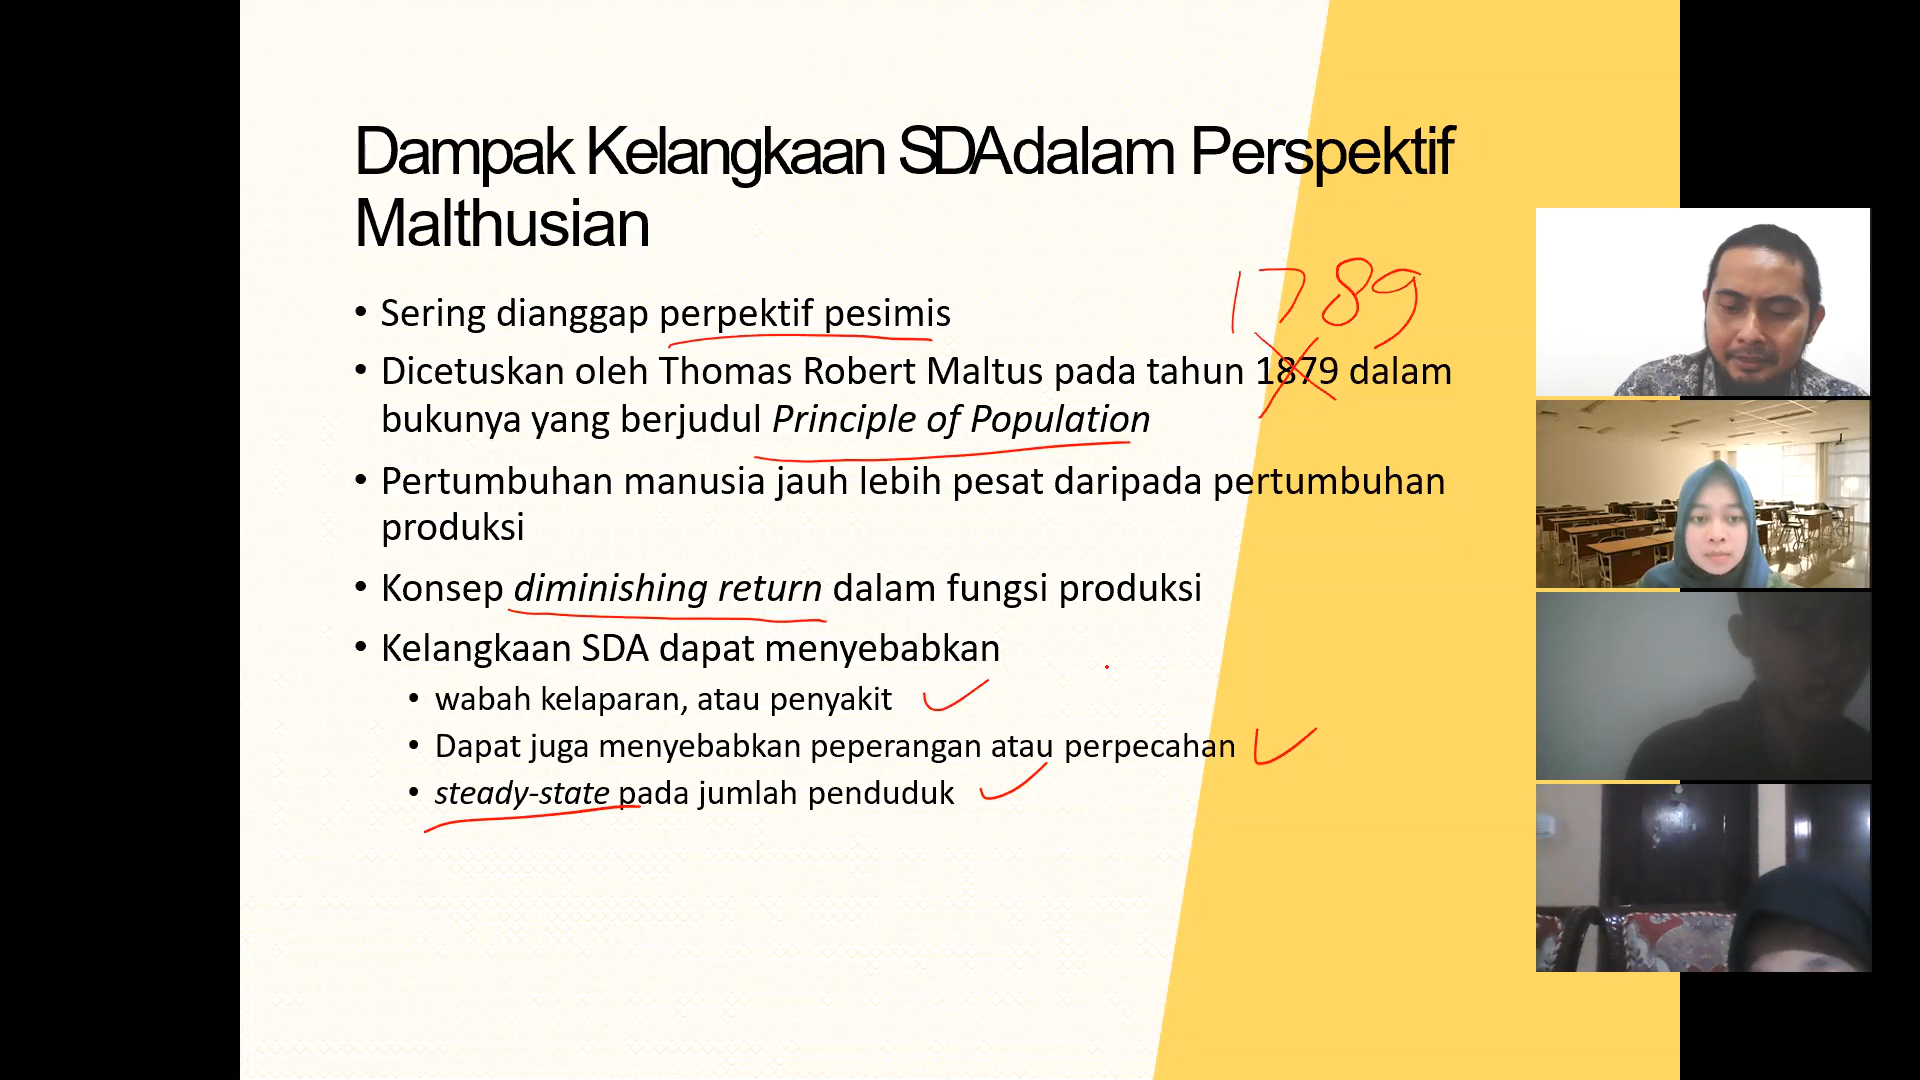 Dampak Kelangkaan SDA dalam Perspektif
Malthusian
1789
• Sering dianggap perpektif pesimis
• Dicetuskan oleh Thomas Robert Maltus pada tahun 1879 dalam
bukunya yang berjudul Principle of Population
• Pertumbuhan manusia jauh lebih pesat daripada pertumbuhan
produksi
• Konsep diminishing return dalam fungsi produksi
• Kelangkaan SDA dapat menyebabkan
• wabah kelaparan, atau penyakit
• Dapat juga menyebabkan peperangan atau perpecahan
• steady-state pada jumlah penduduk